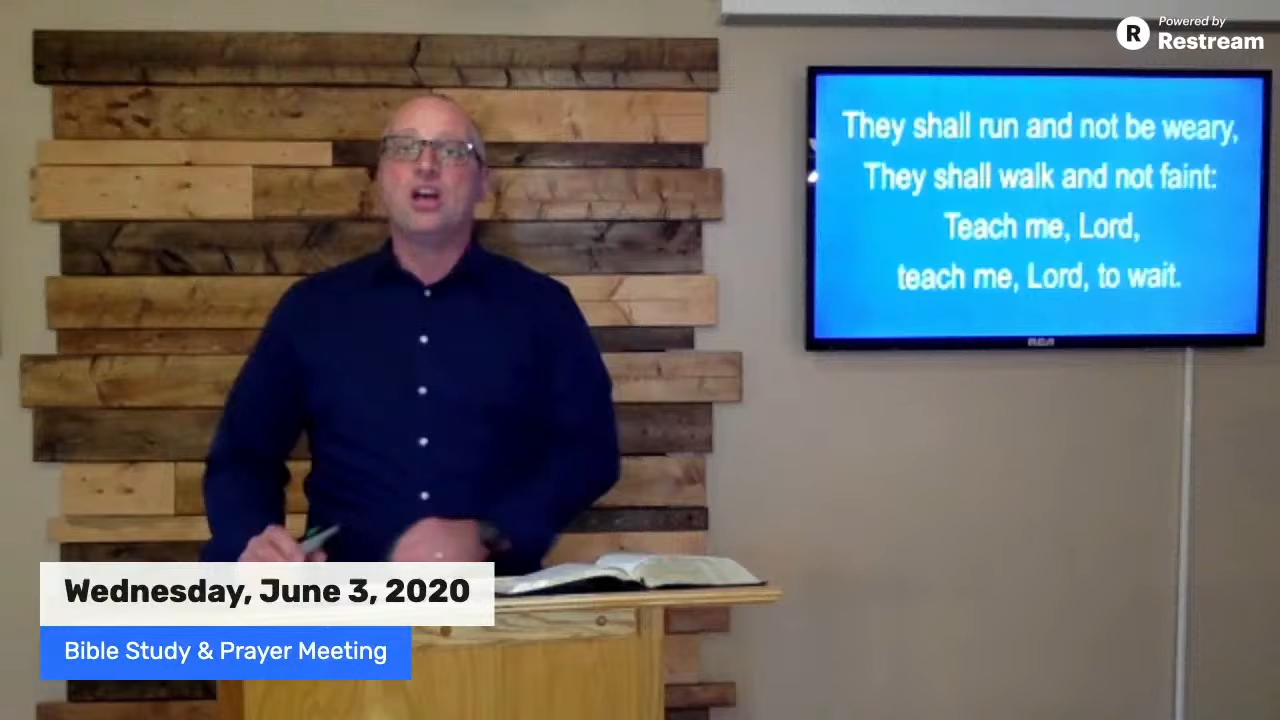 Powered by
R Restream
They shall run and not be weary,
They shall walk and not faint:
Teach me, Lord,
teach me, Lord, to wait.
RCA
Wednesday, June 3, 2020
Bible Study & Prayer Meeting